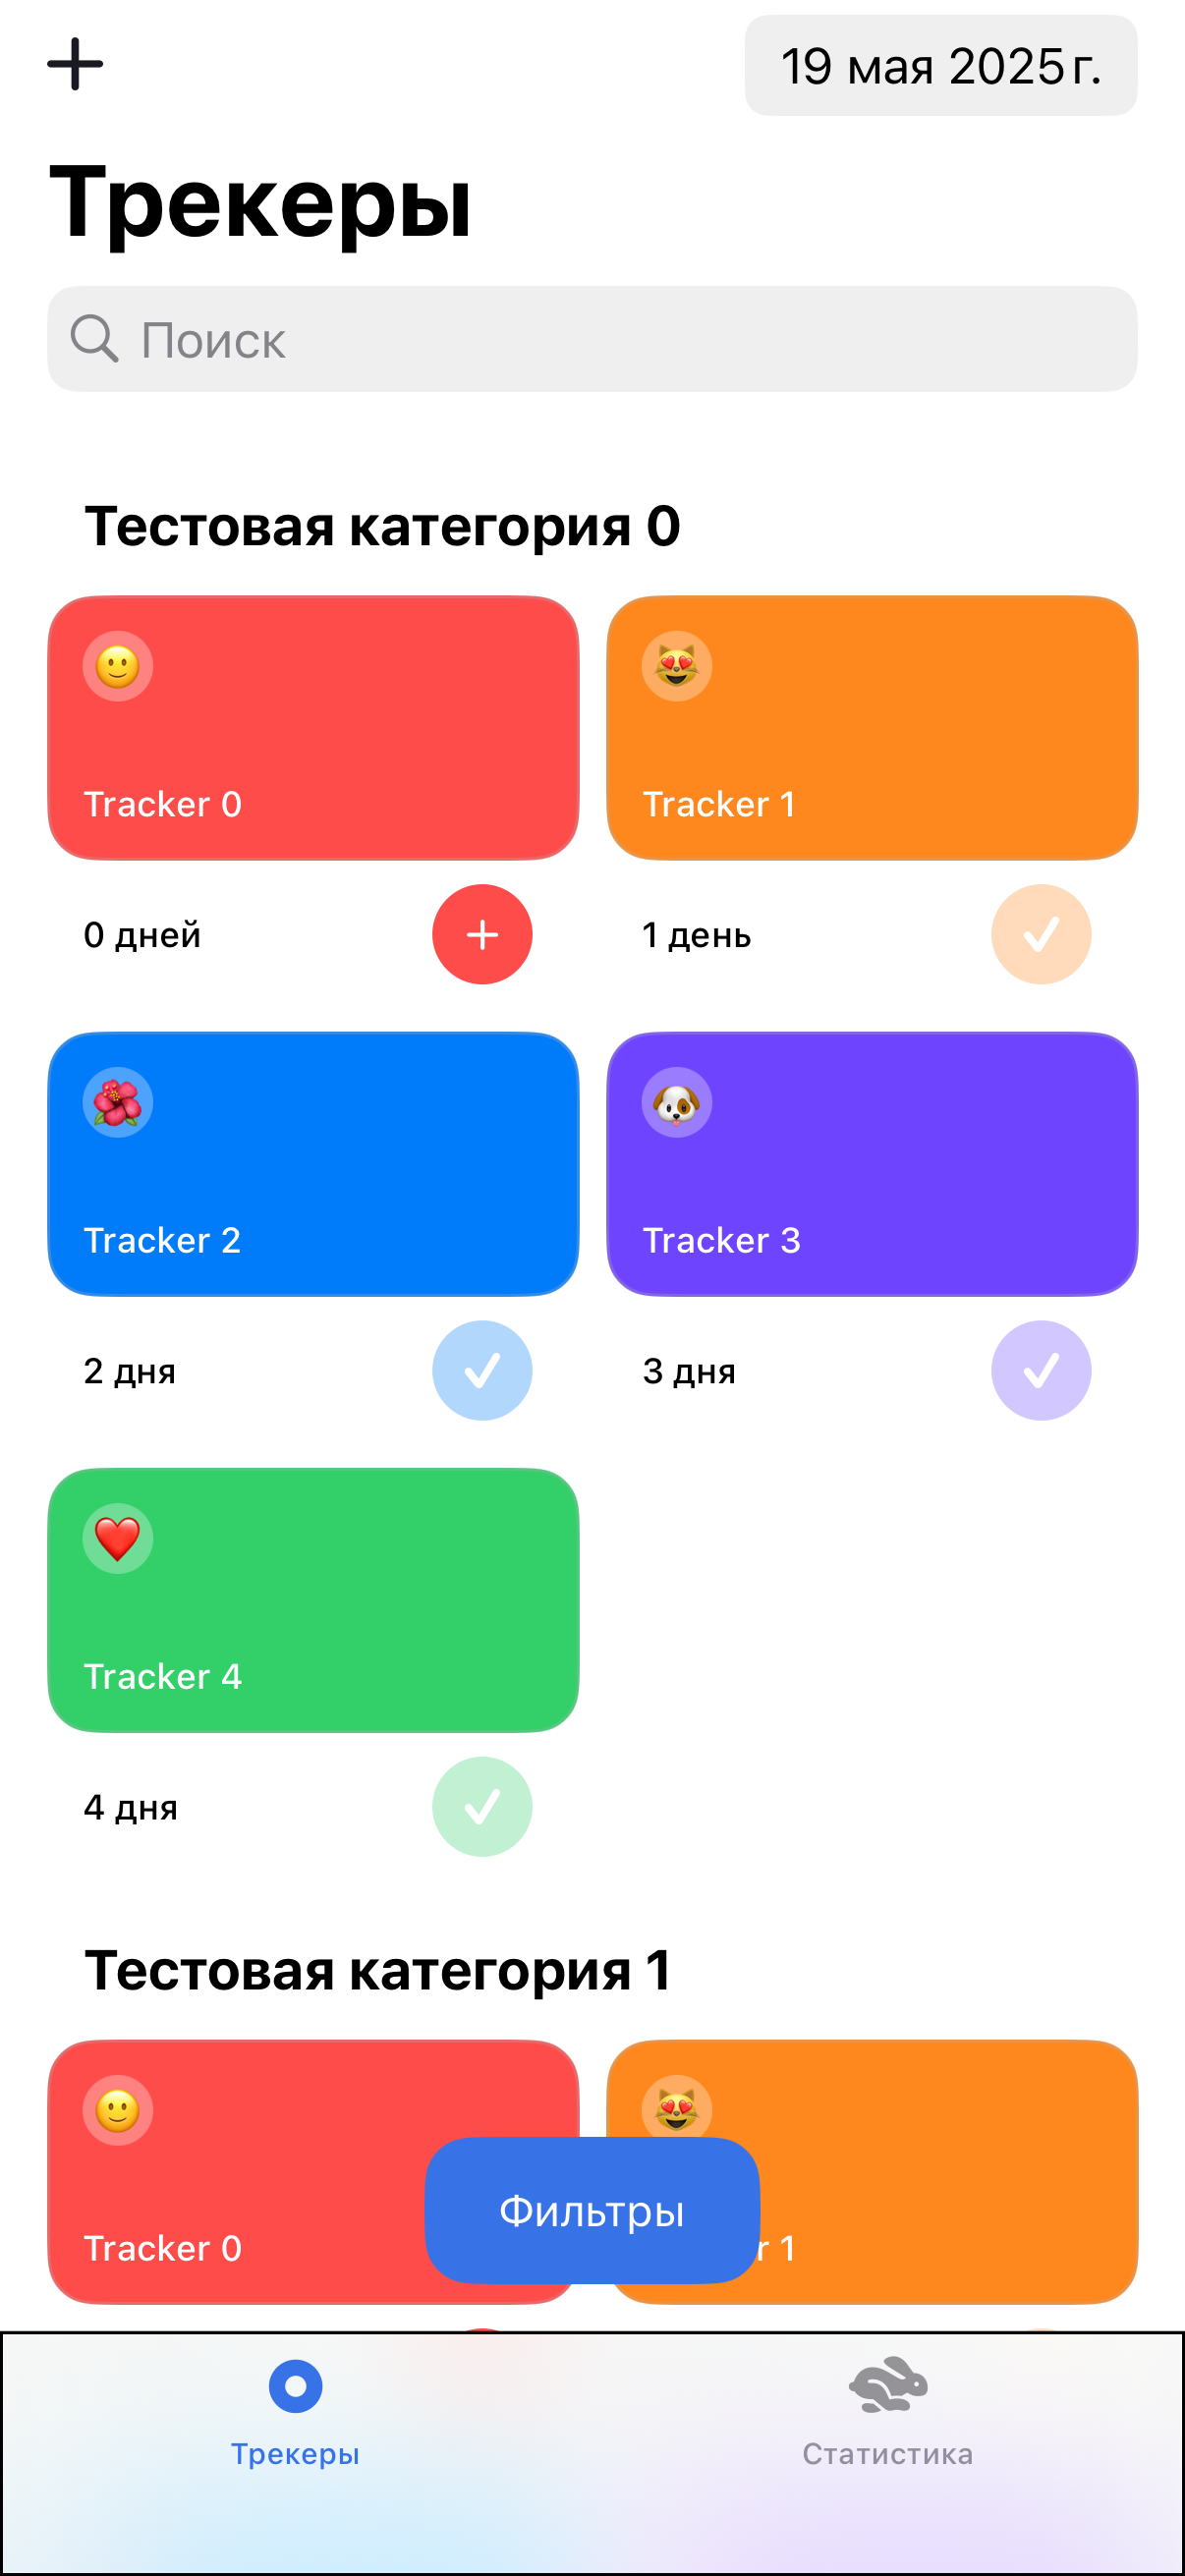 19 мая 2025 г.
Трекеры
Поиск
Тестовая категория 0
Tracker 0
Tracker 1
0 дней
1 день
Tracker 2
Tracker 3
2 дня
3 дня
Tracker 4
4 дня
Тестовая категория 1
Tracker 0
r 1
Фильтры
Трекеры
Статистика